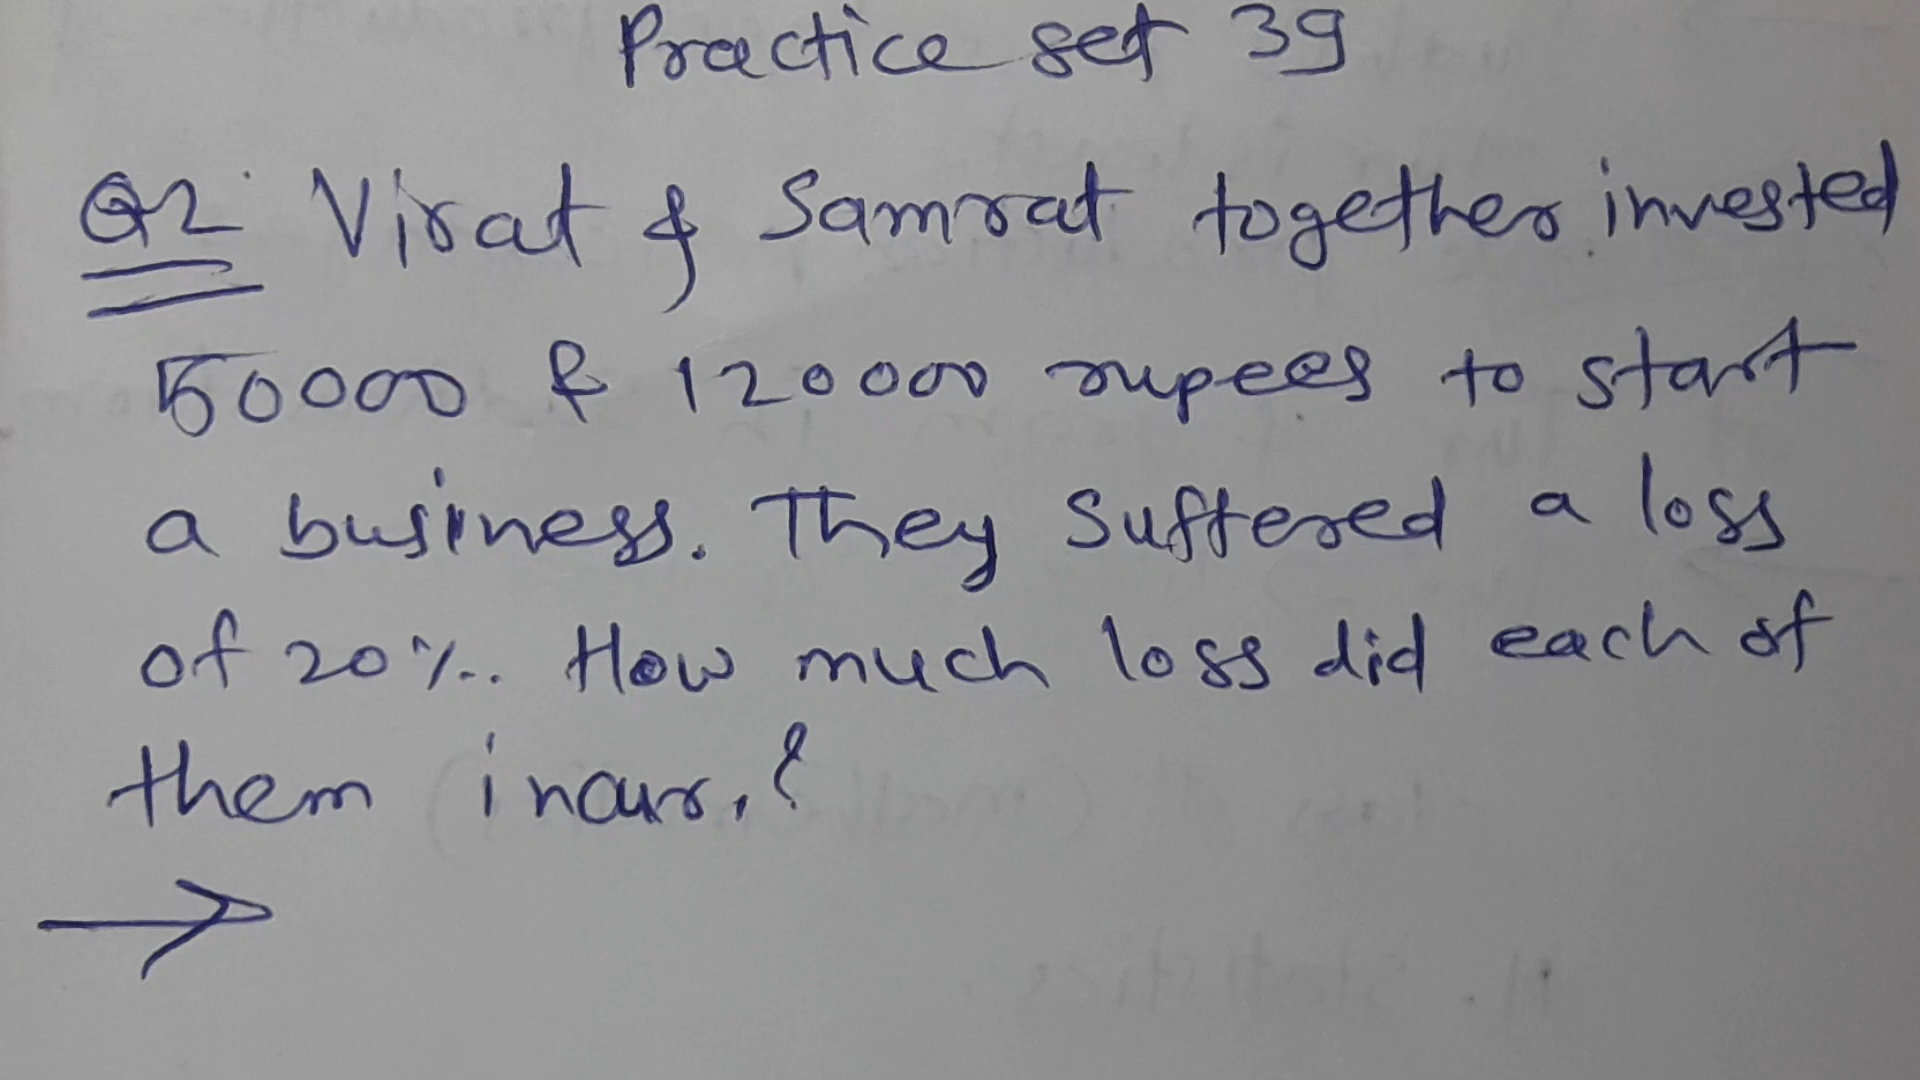 Practice set 39
Q2 Virat & Samrat together invested
50000 & 120000 rupees to start
a business. They suffered a loss
of 20%. How much loss did each of
them incur.?
→